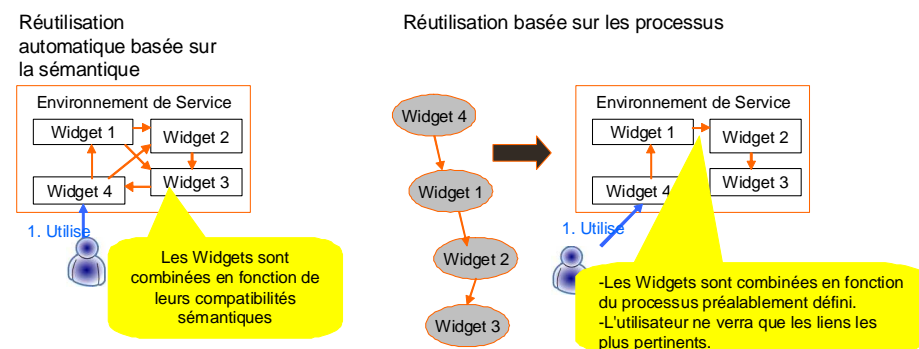 Réutilisation
automatique basée sur
la sémantique
Environnement de Service
Widget 1
Widget 2
Widget 3
Widget 4
1. Utilise
Les Widgets sont
combinées en fonction de
leurs compatibilités
sémantiques
Réutilisation basée sur les processus
Widget 4
Widget 1
Widget 2
Widget 3
Environnement de Service
Widget 1
Widget 2
Widget 3
Widget 4
1. Utilise
-Les Widgets sont combinées en fonction
du processus préalablement défini.
-L'utilisateur ne verra que les liens les
plus pertinents.